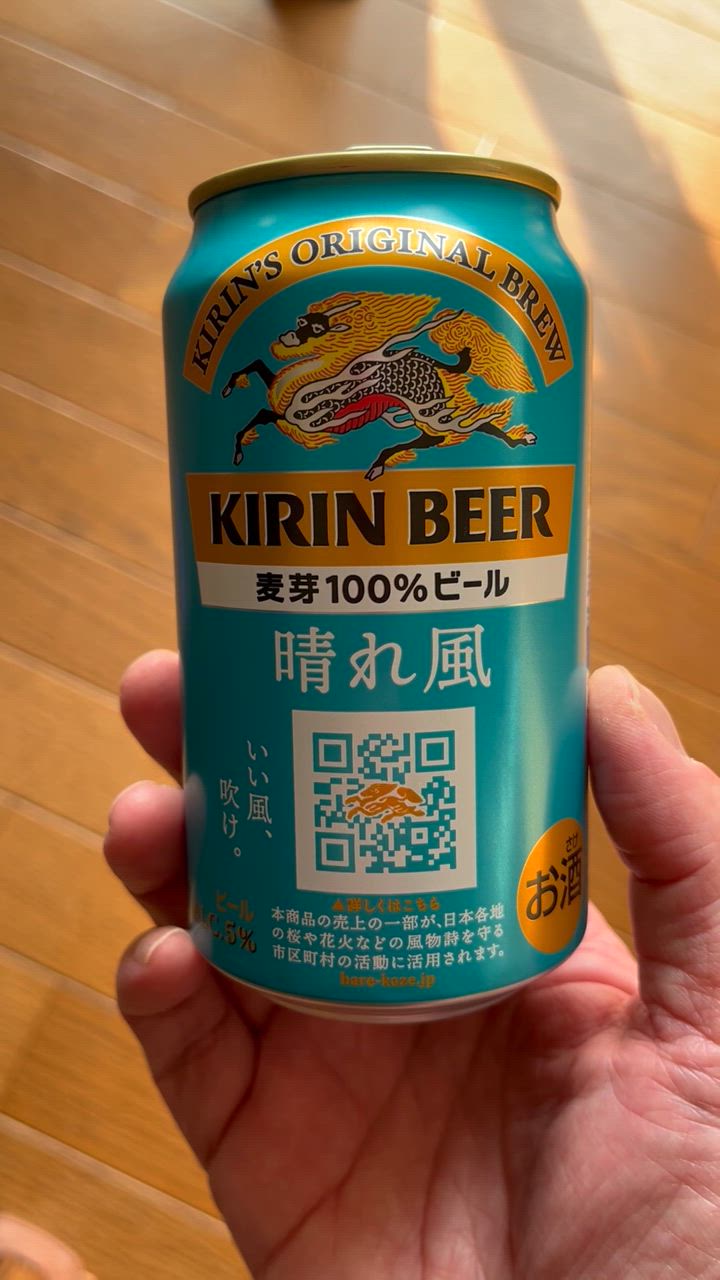 KIRIN'S ORIGINAL BREW
KIRIN BEER
麦芽100%ビール
晴れ風
いい風、
吹け。
さけ
お酒
ビール
ALC.5%
▲詳しくはこちら
本商品の売上の一部が、日本各地
の桜や花火などの風物詩を守る
市区町村の活動に活用されます。
hare-kaze.jp